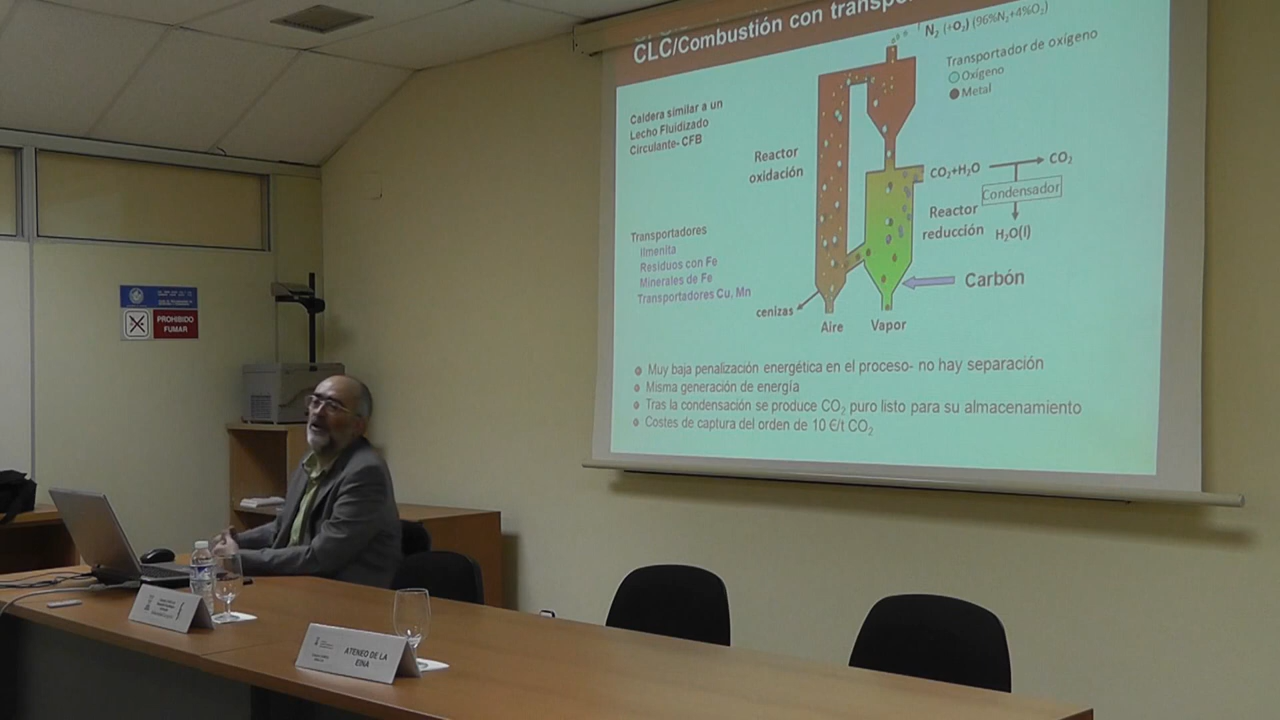 CLC/Combustión con
N₂ (+O₂) (96%N₂+4%O₂)
Transportador de oxígeno
Oxígeno
Metal
Caldera similar a un
Lecho Fluidizado
Circulante- CFB
Reactor
oxidación
CO₂+H₂O
CO₂
Condensador
Reactor
reducción
H₂O(l)
Transportadores
Ilmenita
Residuos con Fe
Minerales de Fe
Transportadores Cu, Mn
Carbón
cenizas
Aire
Vapor
Muy baja penalización energética en el proceso- no hay separación
Misma generación de energía
Tras la condensación se produce CO₂ puro listo para su almacenamiento
Costes de captura del orden de 10 €/t CO₂
PROHIBIDO
FUMAR
ATENEO DE LA
EINA